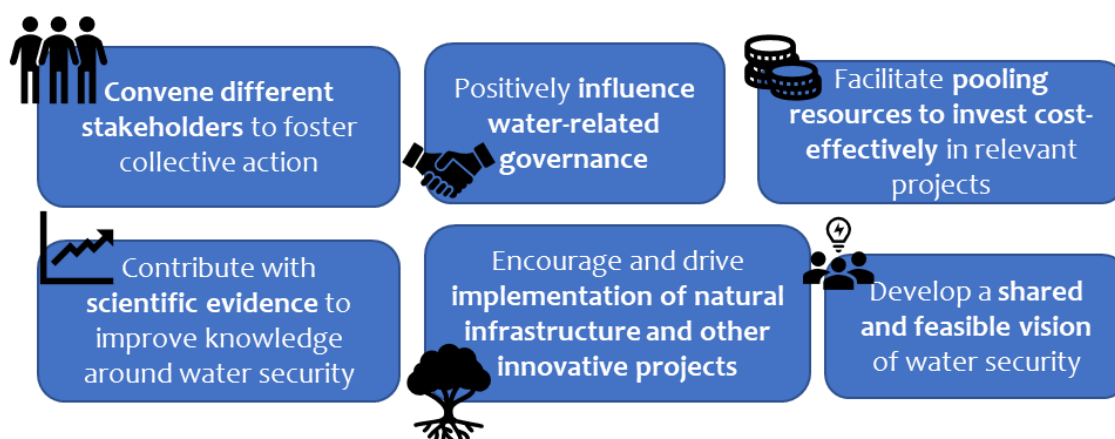 Convene different
stakeholders to foster
collective action
Positively influence
water-related
governance
Facilitate pooling
resources to invest cost-
effectively in relevant
projects
Contribute with
scientific evidence to
improve knowledge
around water security
Encourage and drive
implementation of natural
infrastructure and other
innovative projects
Develop a shared
and feasible vision
of water security